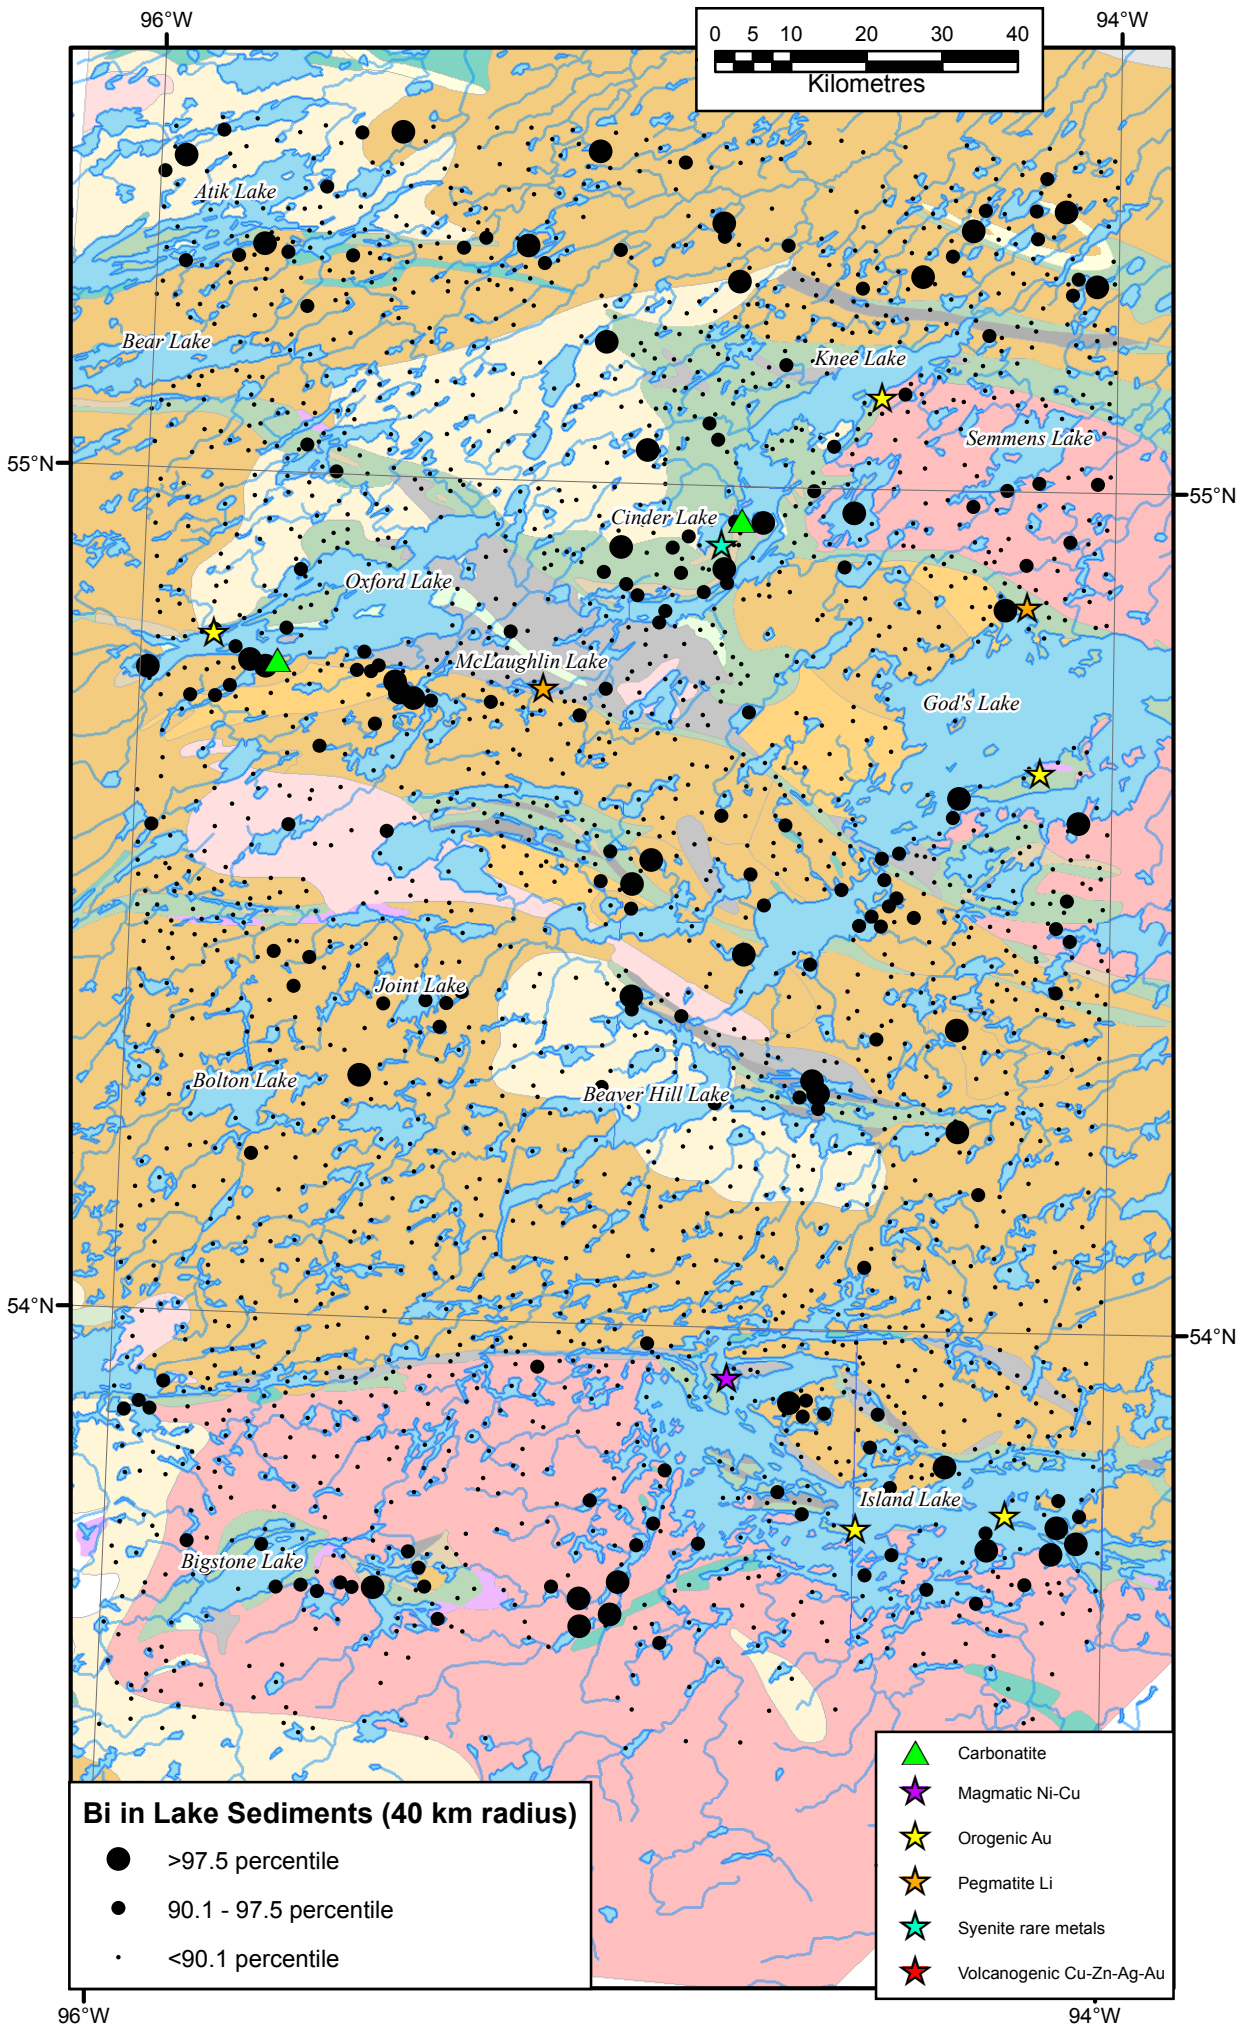 96°W
94°W
0 5 10 20 30 40
Kilometres
Atik Lake
Bear Lake
Knee Lake
Semmens Lake
55°N
55°N
Cinder Lake
Oxford Lake
McLaughlin Lake
God's Lake
Joint Lake
Bolton Lake
Beaver Hill Lake
54°N
54°N
Island Lake
Bigstone Lake
Carbonatite
Magmatic Ni-Cu
Orogenic Au
Pegmatite Li
Syenite rare metals
Volcanogenic Cu-Zn-Ag-Au
Bi in Lake Sediments (40 km radius)
>97.5 percentile
90.1 - 97.5 percentile
<90.1 percentile
96°W
94°W